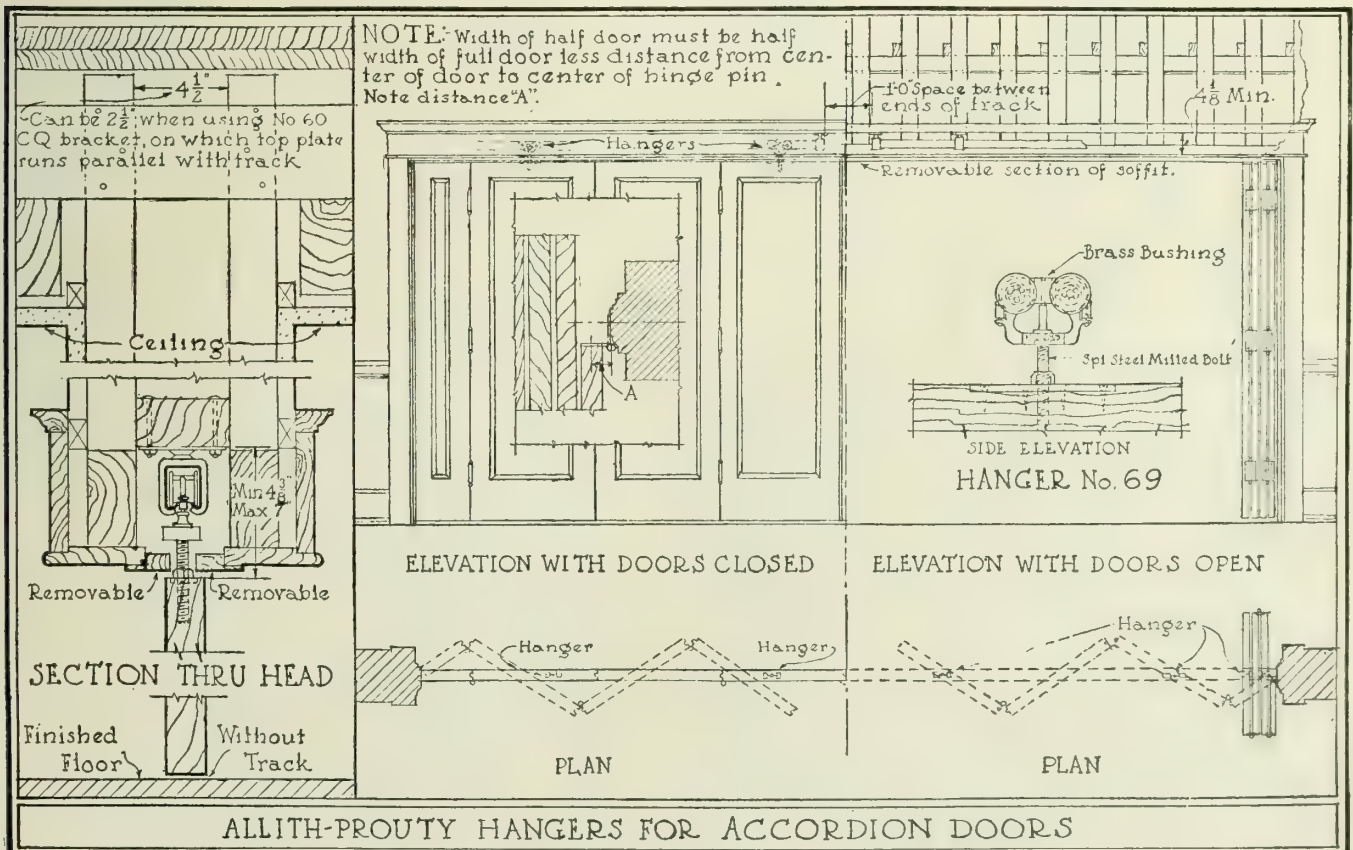 4 1/2"
Can be 2 1/2" when using No 60
CQ bracket, on which top plate
runs parallel with track
Ceiling
Min 4 3/8"
Max 7"
Removable
Removable
SECTION THRU HEAD
Finished
Floor
Without
Track
NOTE:- Width of half door must be half
width of full door less distance from cen-
ter of door to center of hinge pin.
Note distance "A".
1-0" Space between
ends of track
4 1/8 Min.
Hangers
Removable section of soffit.
A
Brass Bushing
Spl Steel Milled Bolt
SIDE ELEVATION
HANGER No. 69
ELEVATION WITH DOORS CLOSED
ELEVATION WITH DOORS OPEN
Hanger
Hanger
Hanger
PLAN
PLAN
ALLITH-PROUTY HANGERS FOR ACCORDION DOORS